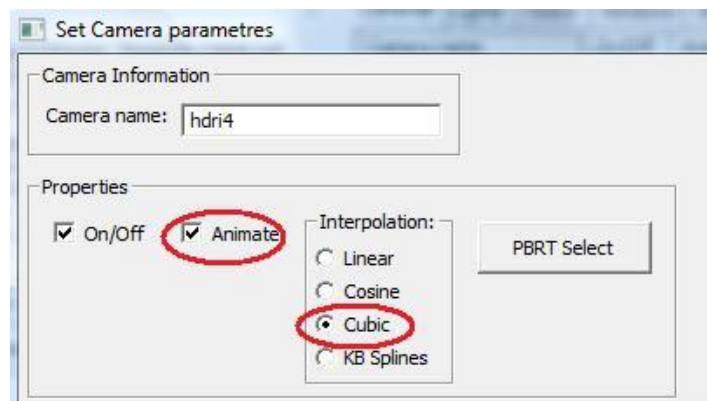 Set Camera parametres
Camera Information
Camera name: hdri4
Properties
On/Off Animate
Interpolation:
Linear
Cosine
Cubic
KB Splines
PBRT Select